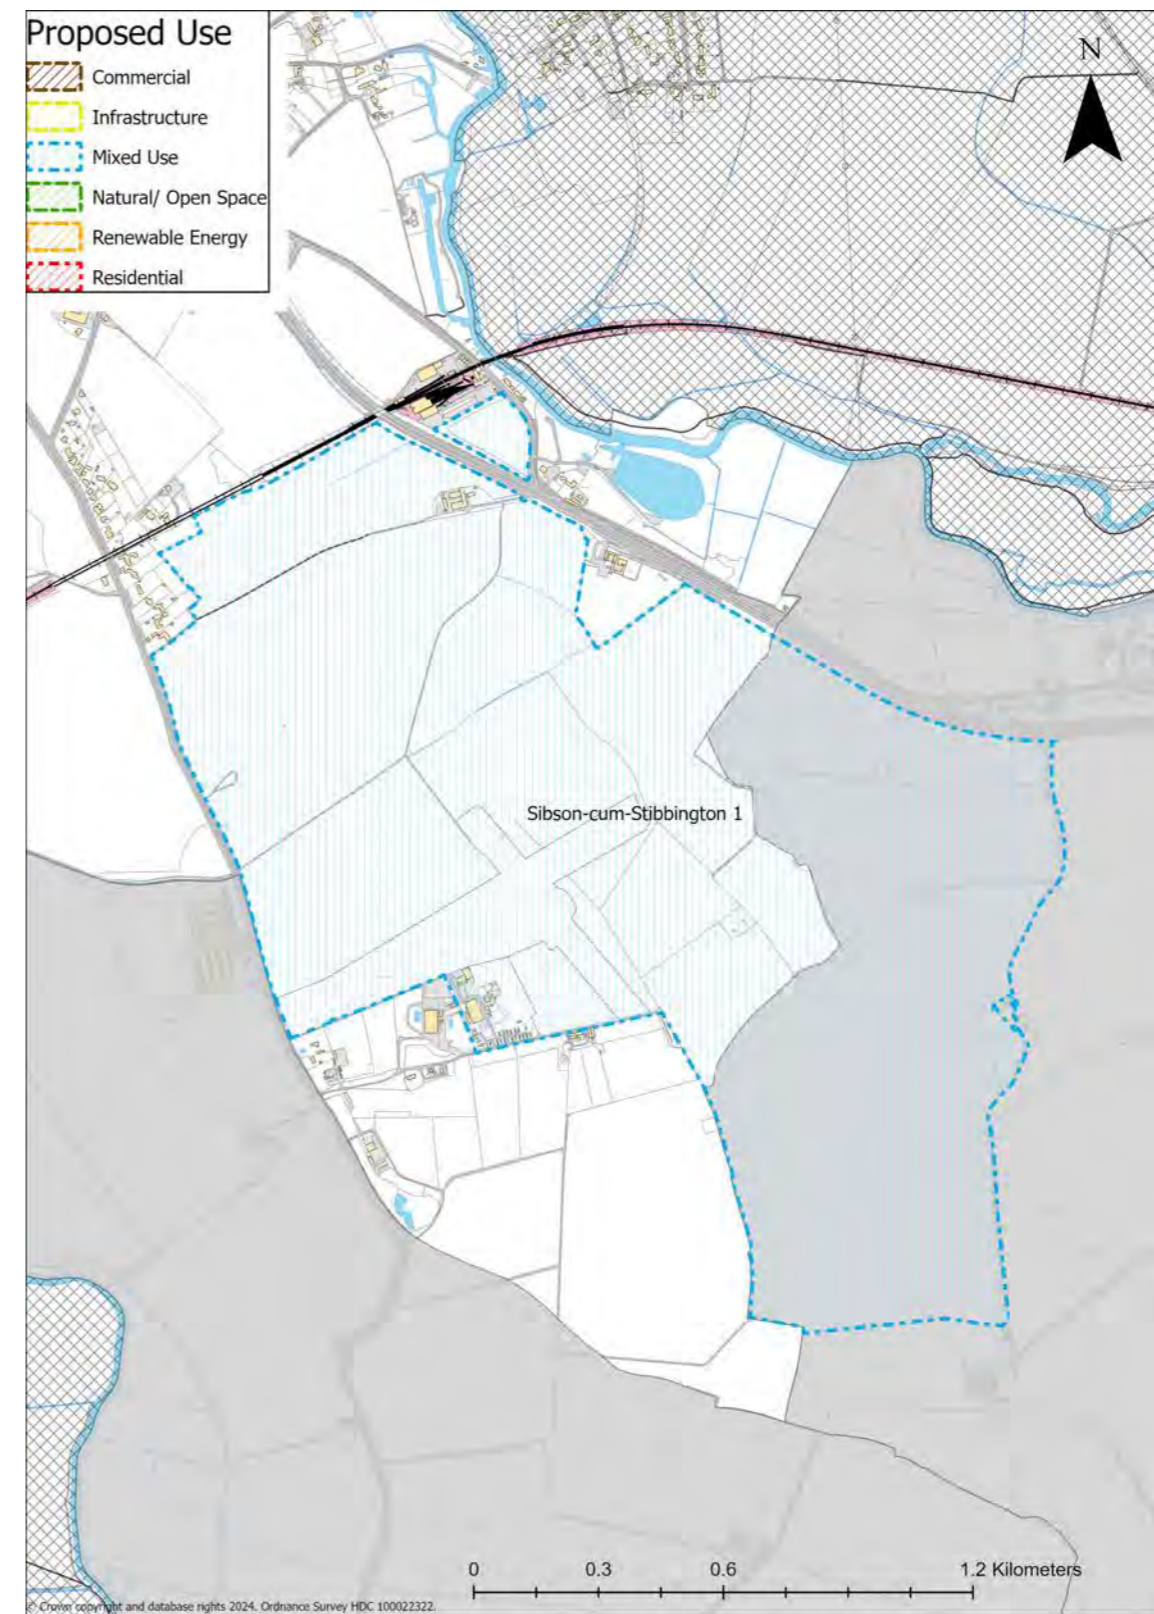 Proposed Use
Commercial
Infrastructure
Mixed Use
Natural/ Open Space
Renewable Energy
Residential
N
Sibson-cum-Stibbington 1
0 0.3 0.6 1.2 Kilometers
© Crown copyright and database rights 2024. Ordnance Survey HDC 100022322.